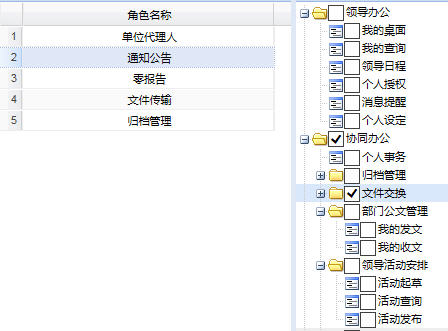 角色名称
1 单位代理人
2 通知公告
3 零报告
4 文件传输
5 归档管理
领导办公
我的桌面
我的查询
领导日程
个人授权
消息提醒
个人设定
协同办公
个人事务
归档管理
文件交换
部门公文管理
我的发文
我的收文
领导活动安排
活动起草
活动查询
活动发布